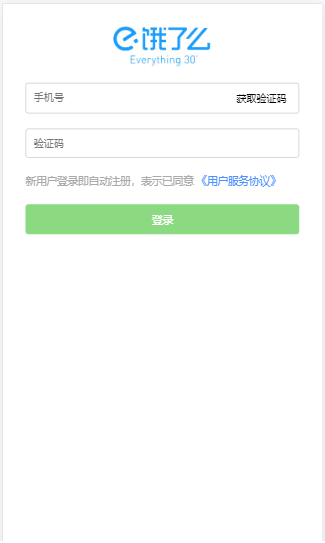 饿了么
Everything 30'
手机号 获取验证码
验证码
新用户登录即自动注册，表示已同意《用户服务协议》
登录